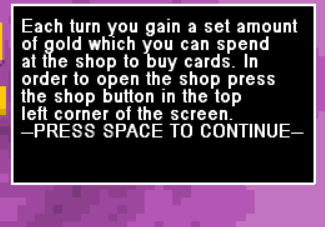 Each turn you gain a set amount
of gold which you can spend
at the shop to buy cards. In
order to open the shop press
the shop button in the top
left corner of the screen.
—PRESS SPACE TO CONTINUE—